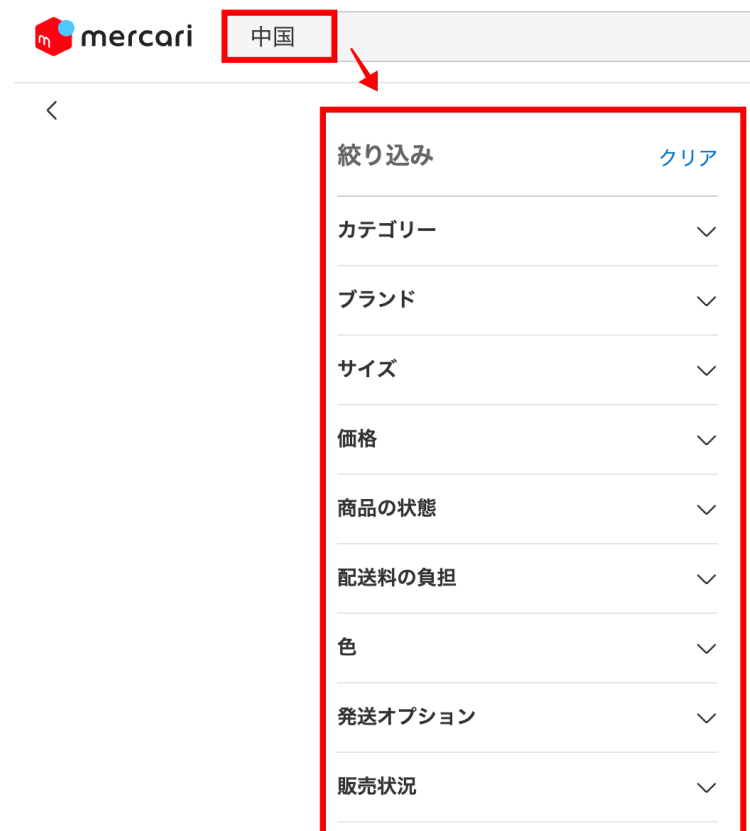 mercari
中国
絞り込み
クリア
カテゴリー
ブランド
サイズ
価格
商品の状態
配送料の負担
色
発送オプション
販売状況